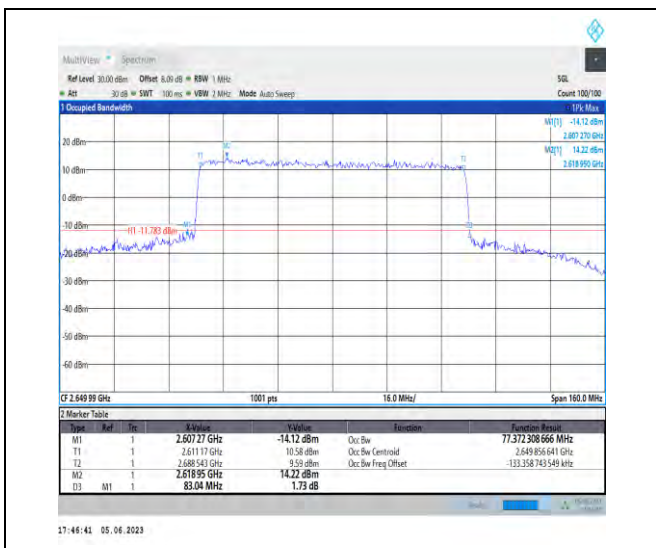 MultiView Spectrum
Ref Level 30.00 dBm Offset 8.09 dB RBW 1 MHz SGL
Att 30 dB SWT 100 ms VBW 2 MHz Mode Auto Sweep Count 100/100
1 Occupied Bandwidth 1Pk Max
M1[1] -14.12 dBm
2.607 270 GHz
M2[1] 14.22 dBm
2.618 950 GHz
20 dBm
10 dBm
0 dBm
-10 dBm
H1 -11.783 dBm
-20 dBm
-30 dBm
-40 dBm
-50 dBm
-60 dBm
T1
M2
T2
M1
D3
CF 2.649 99 GHz 1001 pts 16.0 MHz/ Span 160.0 MHz
2 Marker Table
Type Ref Trc X-Value Y-Value Function Function Result
M1 1 2.607 27 GHz -14.12 dBm Occ Bw 77.372 308 666 MHz
T1 1 2.611 17 GHz 10.58 dBm Occ Bw Centroid 2.649 856 641 GHz
T2 1 2.688 543 GHz 9.59 dBm Occ Bw Freq Offset -133.358 743 549 kHz
M2 1 2.618 95 GHz 14.22 dBm
D3 M1 1 83.04 MHz 1.73 dB
17:46:41 05.06.2023